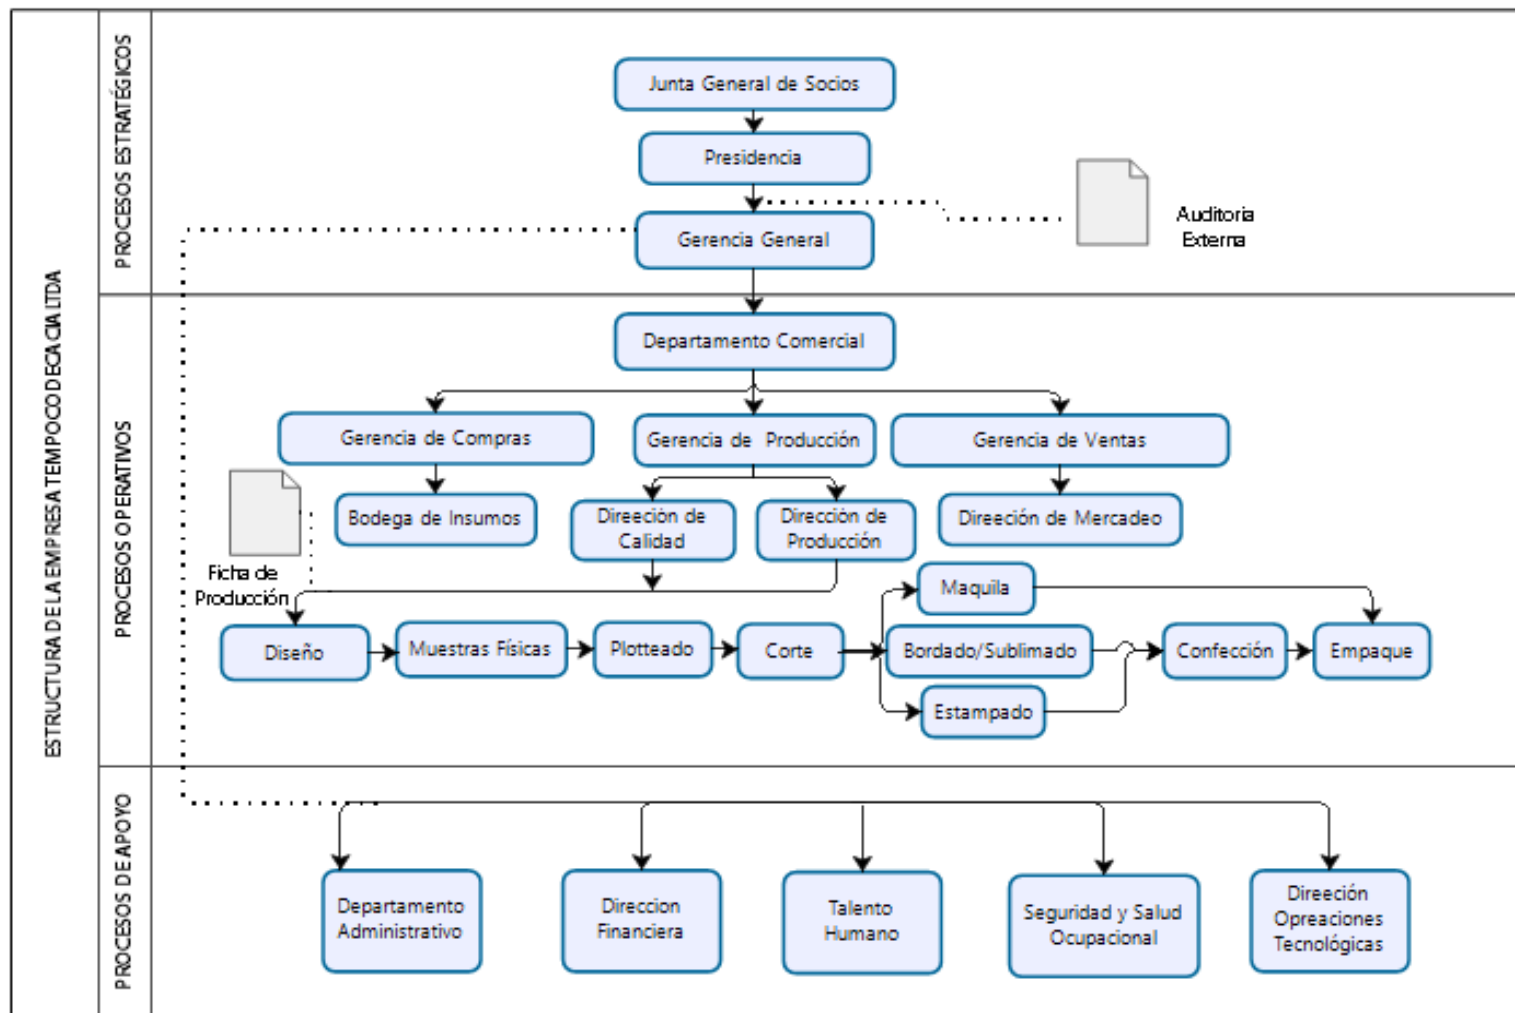 ESTRUCTURA DE LA EMPRESA TEMPOCODECA CIA LTDA
PROCESOS ESTRATÉGICOS
Junta General de Socios
Presidencia
Auditoria
Externa
Gerencia General
PROCESOS OPERATIVOS
Departamento Comercial
Gerencia de Compras
Gerencia de Producción
Gerencia de Ventas
Bodega de Insumos
Direeción de
Calidad
Dirección de
Producción
Direeción de Mercadeo
Ficha de
Producción
Maquila
Diseño
Muestras Físicas
Plotteado
Corte
Bordado/Sublimado
Confección
Empaque
Estampado
PROCESOS DE APOYO
Departamento
Administrativo
Direccion
Financiera
Talento
Humano
Seguridad y Salud
Ocupacional
Direeción
Opreaciones
Tecnológicas